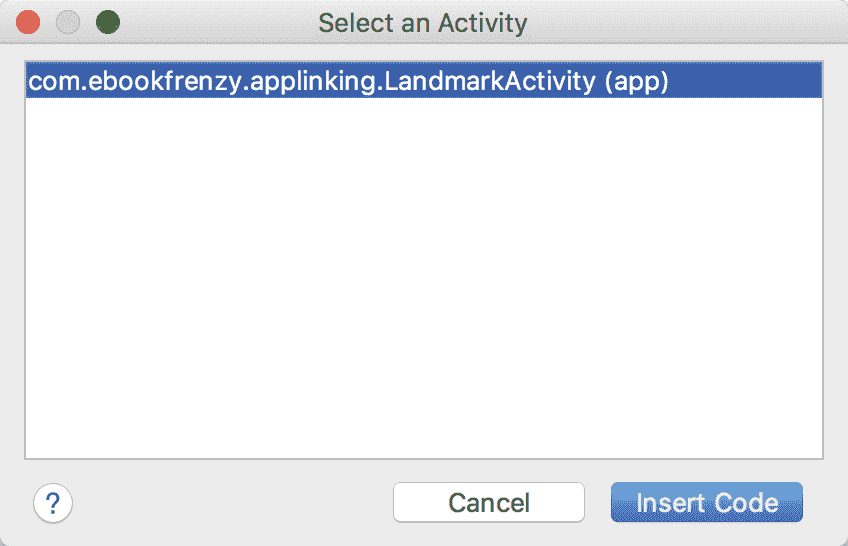 Select an Activity
com.ebookfrenzy.applinking.LandmarkActivity (app)
?
Cancel
Insert Code